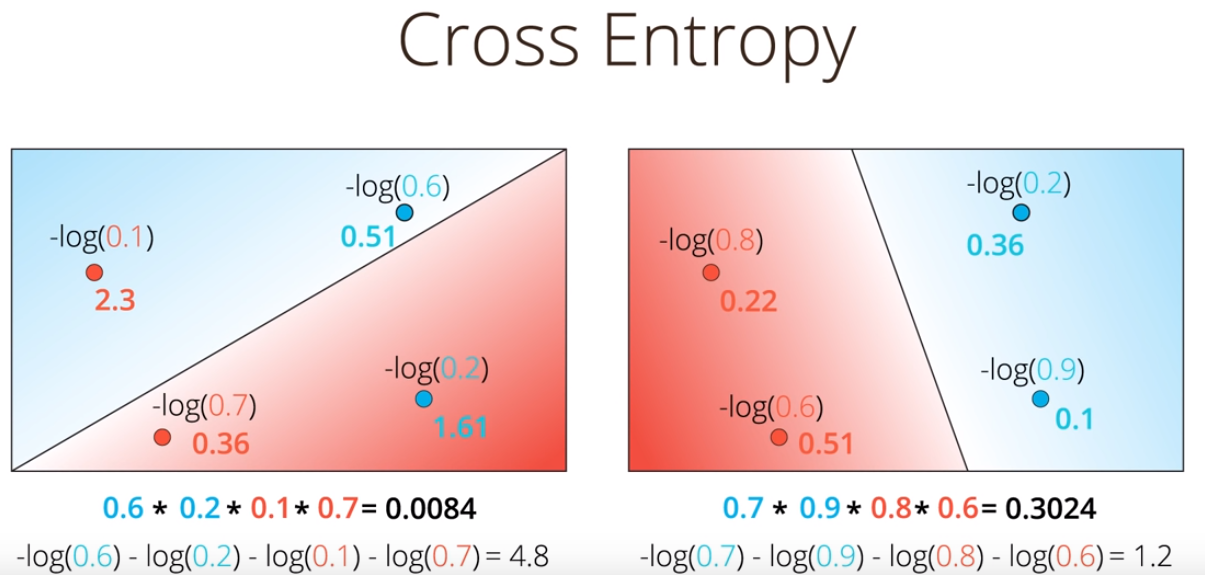 Cross Entropy
-log(0.6)
0.51
-log(0.1)
2.3
-log(0.2)
1.61
-log(0.7)
0.36
0.6 * 0.2 * 0.1 * 0.7 = 0.0084
-log(0.6) - log(0.2) - log(0.1) - log(0.7) = 4.8
-log(0.2)
0.36
-log(0.8)
0.22
-log(0.9)
0.1
-log(0.6)
0.51
0.7 * 0.9 * 0.8 * 0.6 = 0.3024
-log(0.7) - log(0.9) - log(0.8) - log(0.6) = 1.2